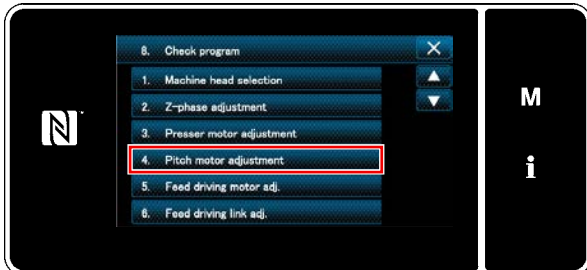 8. Check program
1. Machine head selection
2. Z-phase adjustment
3. Presser motor adjustment
4. Pitch motor adjustment
5. Feed driving motor adj.
6. Feed driving link adj.
M
i